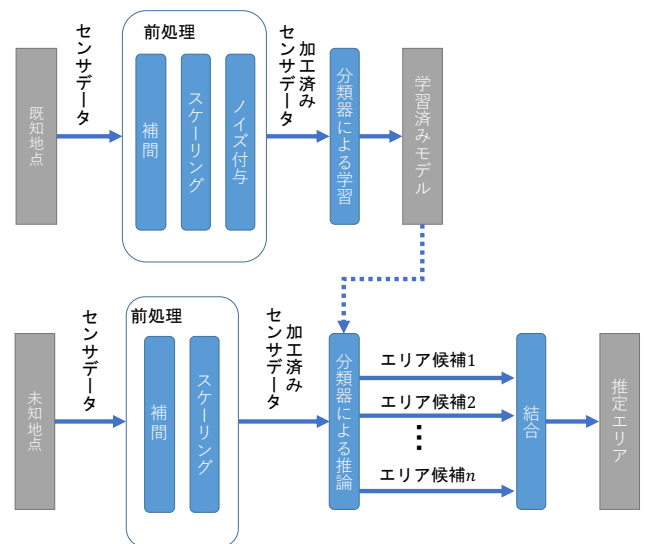 既知地点
センサデータ
前処理
補間
スケーリング
ノイズ付与
加工済み
センサデータ
分類器による学習
学習済みモデル
未知地点
センサデータ
前処理
補間
スケーリング
加工済み
センサデータ
分類器による推論
エリア候補1
エリア候補2
⋮
エリア候補n
結合
推定エリア